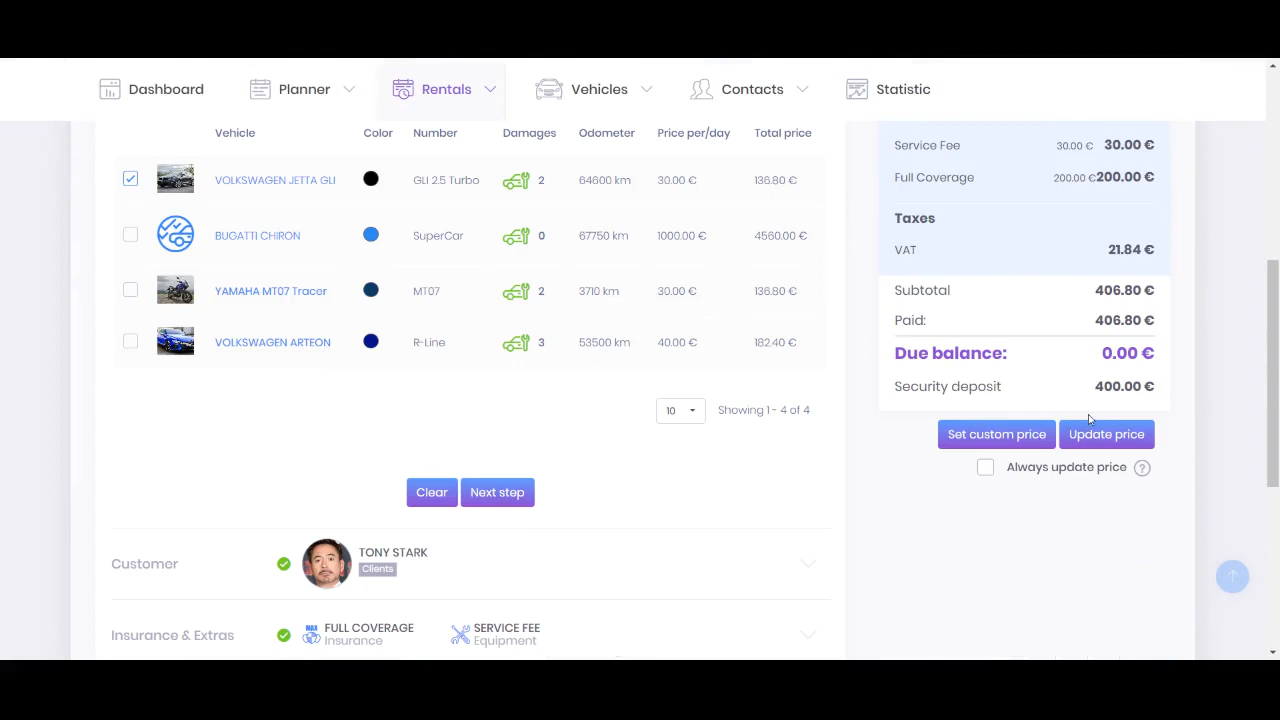 Dashboard Planner Rentals Vehicles Contacts Statistic
Vehicle Color Number Damages Odometer Price per/day Total price
VOLKSWAGEN JETTA GLI GLI 2.5 Turbo 2 64600 km 30.00 € 136.80 €
BUGATTI CHIRON SuperCar 0 67750 km 1000.00 € 4560.00 €
YAMAHA MT07 Tracer MT07 2 3710 km 30.00 € 136.80 €
VOLKSWAGEN ARTEON R-Line 3 53500 km 40.00 € 182.40 €
10 Showing 1 - 4 of 4
Clear Next step
Customer TONY STARK
Clients
Insurance & Extras MAX FULL COVERAGE SERVICE FEE
Insurance Equipment
Service Fee 30.00 € 30.00 €
Full Coverage 200.00 € 200.00 €
Taxes
VAT 21.84 €
Subtotal 406.80 €
Paid: 406.80 €
Due balance: 0.00 €
Security deposit 400.00 €
Set custom price Update price
Always update price ?